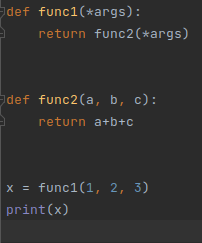 def func1(*args):
    return func2(*args)
def func2(a, b, c):
    return a+b+c
x = func1(1, 2, 3)
print(x)